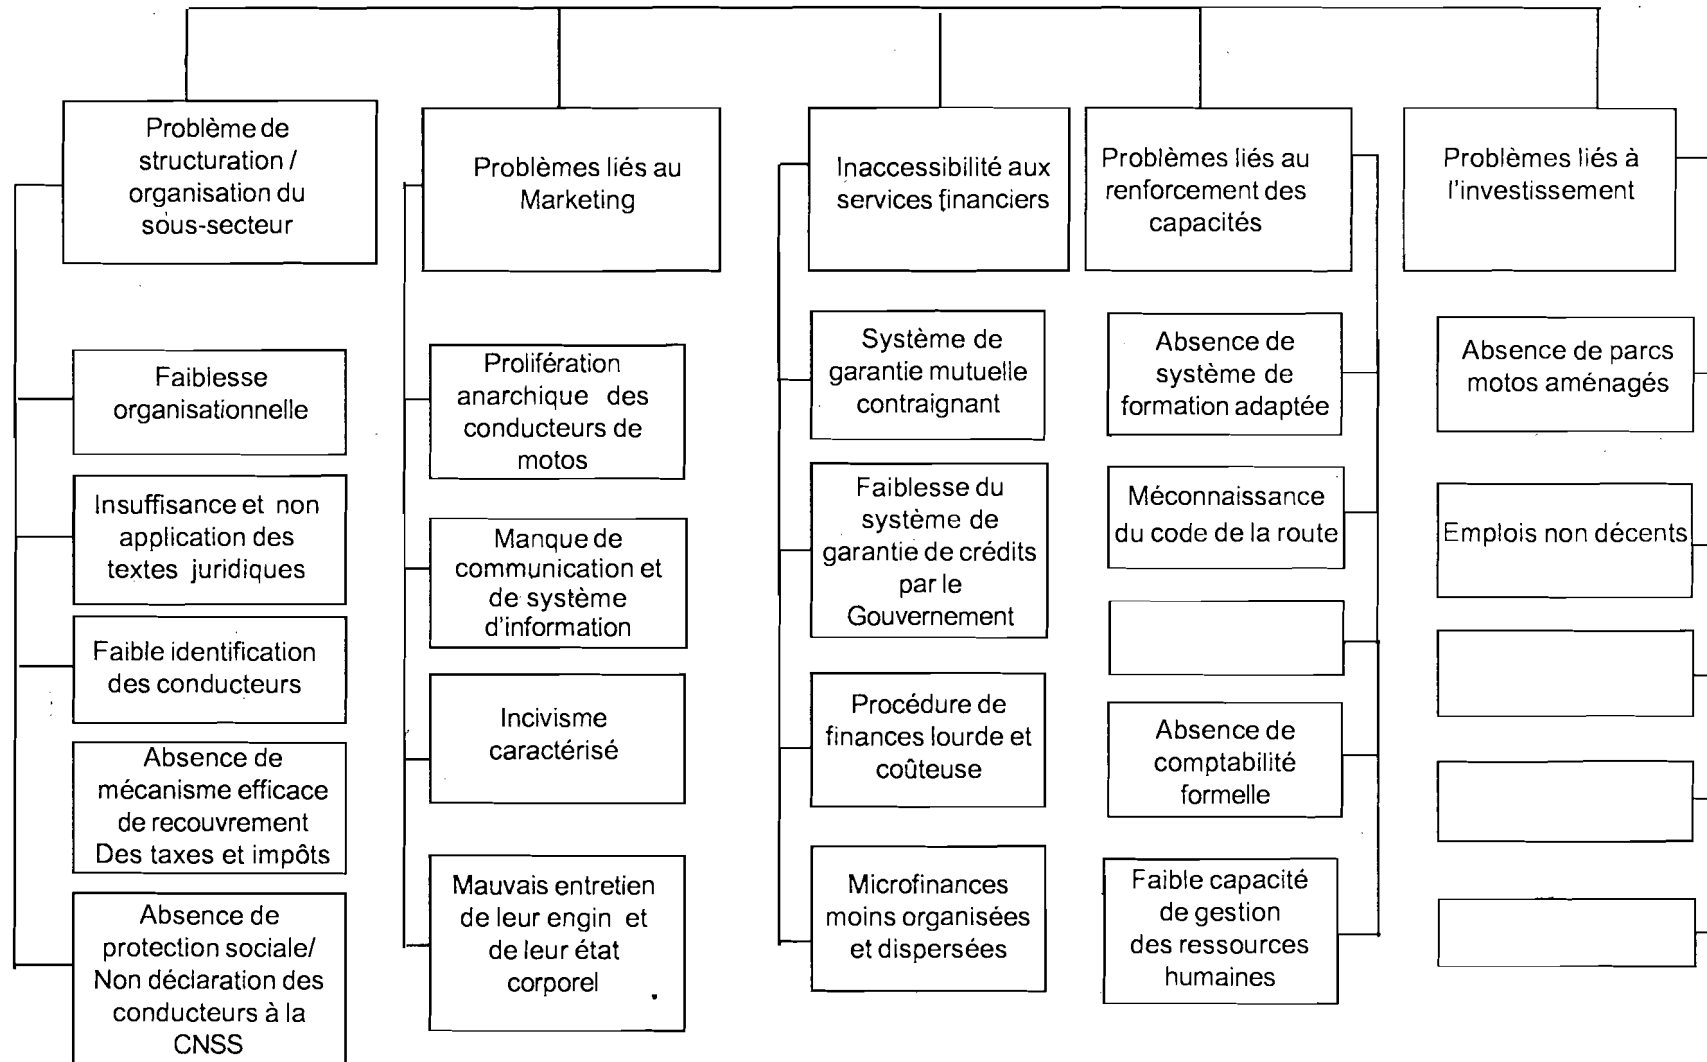 Problème de
structuration /
organisation du
sous-secteur
Faiblesse
organisationnelle
Insuffisance et non
application des
textes juridiques
Faible identification
des conducteurs
Absence de
mécanisme efficace
de recouvrement
Des taxes et impôts
Absence de
protection sociale/
Non déclaration des
conducteurs à la
CNSS
Problèmes liés au
Marketing
Prolifération
anarchique des
conducteurs de
motos
Manque de
communication et
de système
d'information
Incivisme
caractérisé
Mauvais entretien
de leur engin et
de leur état
corporel
Inaccessibilité aux
services financiers
Système de
garantie mutuelle
contraignant
Faiblesse du
système de
garantie de crédits
par le
Gouvernement
Procédure de
finances lourde et
coûteuse
Microfinances
moins organisées
et dispersées
Problèmes liés au
renforcement des
capacités
Absence de
système de
formation adaptée
Méconnaissance
du code de la route
Absence de
comptabilité
formelle
Faible capacité
de gestion
des ressources
humaines
Problèmes liés à
l'investissement
Absence de parcs
motos aménagés
Emplois non décents